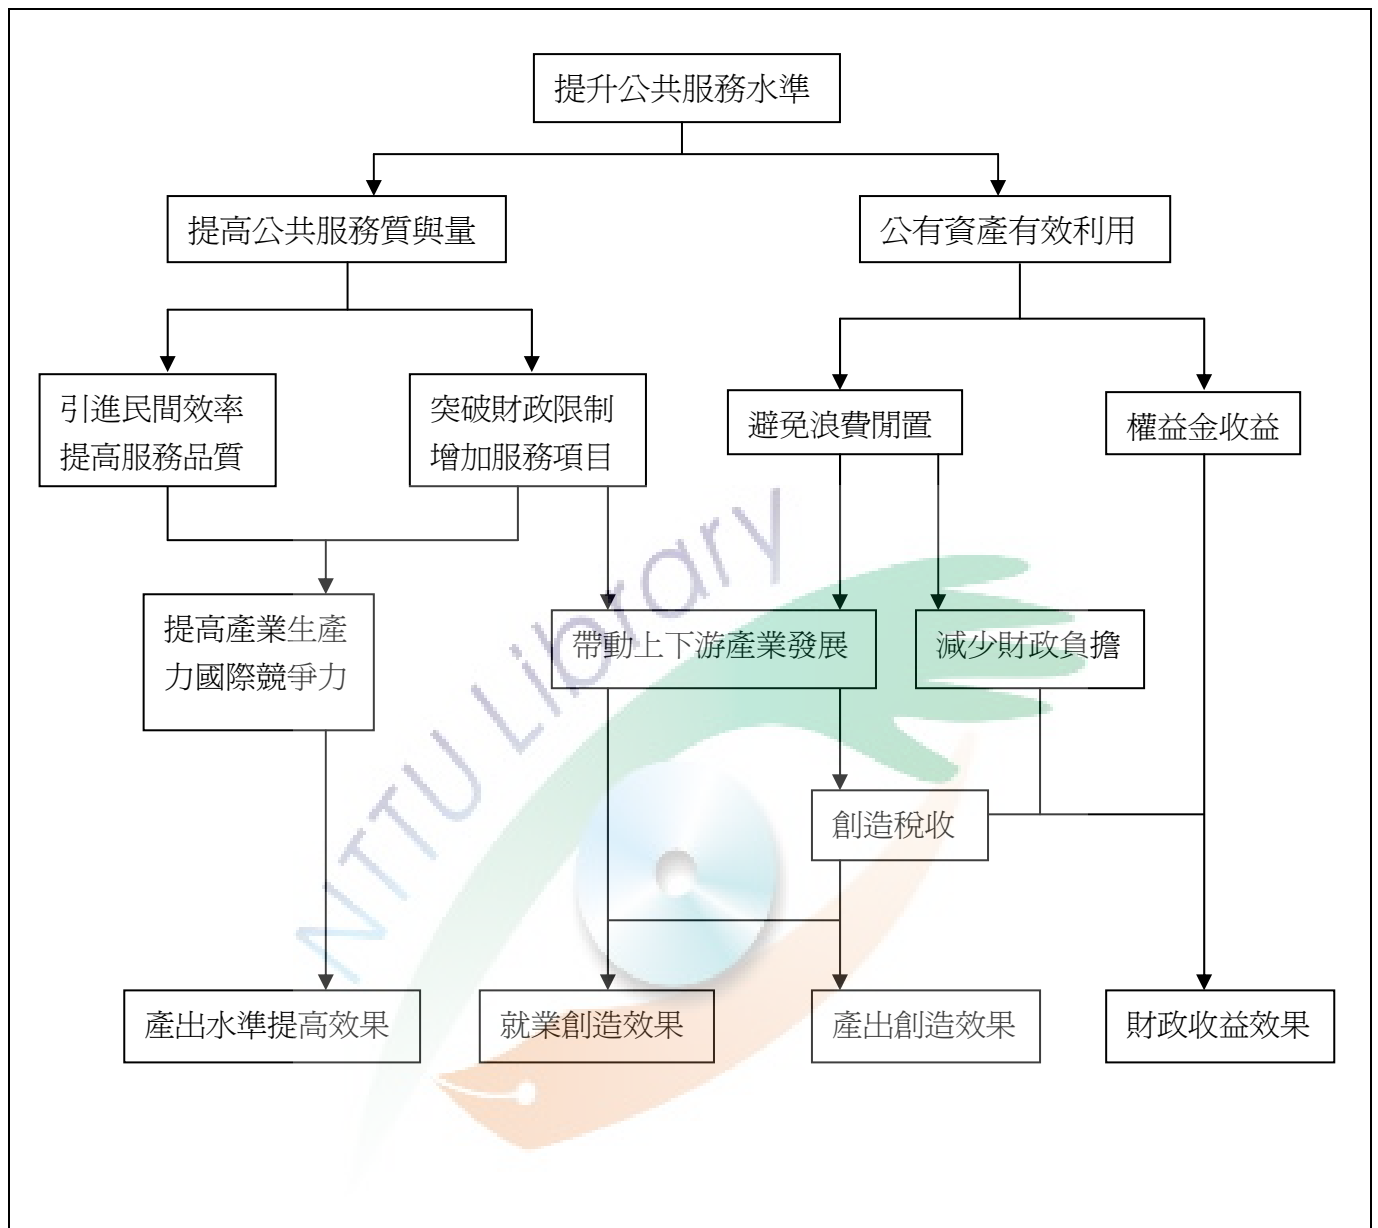 提升公共服務水準
提高公共服務質與量
公有資產有效利用
引進民間效率
提高服務品質
突破財政限制
增加服務項目
避免浪費閒置
權益金收益
提高產業生產
力國際競爭力
帶動上下游產業發展
減少財政負擔
創造稅收
產出水準提高效果
就業創造效果
產出創造效果
財政收益效果
NTTU Library